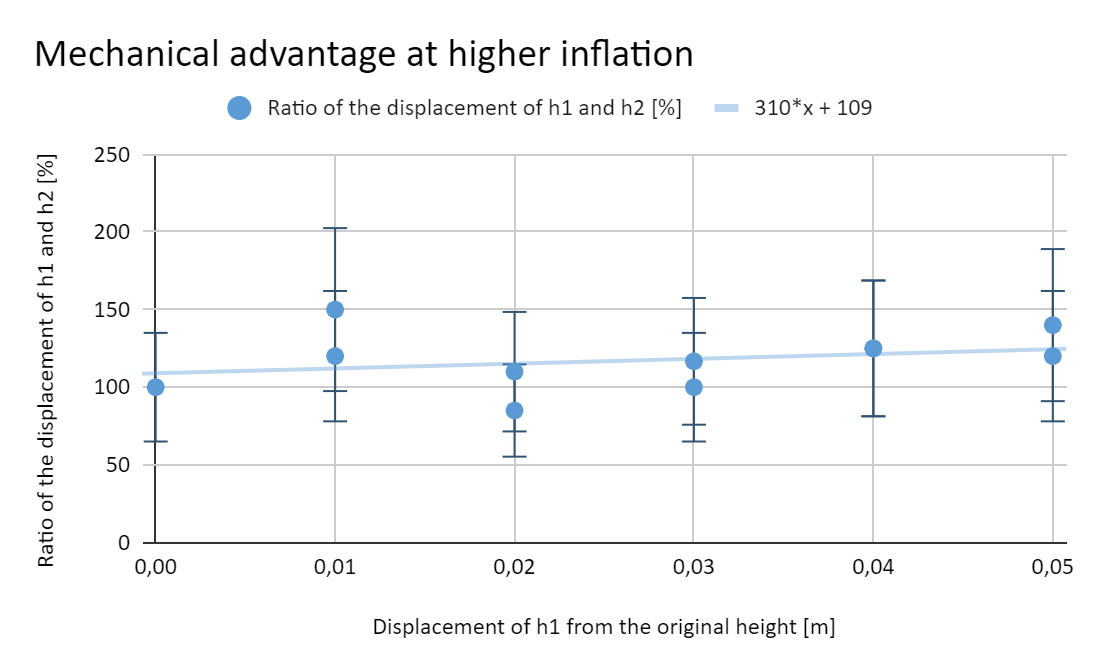 Mechanical advantage at higher inflation
Ratio of the displacement of h1 and h2 [%]
310*x + 109
Ratio of the displacement of h1 and h2 [%]
250
200
150
100
50
0
0,00
0,01
0,02
0,03
0,04
0,05
Displacement of h1 from the original height [m]